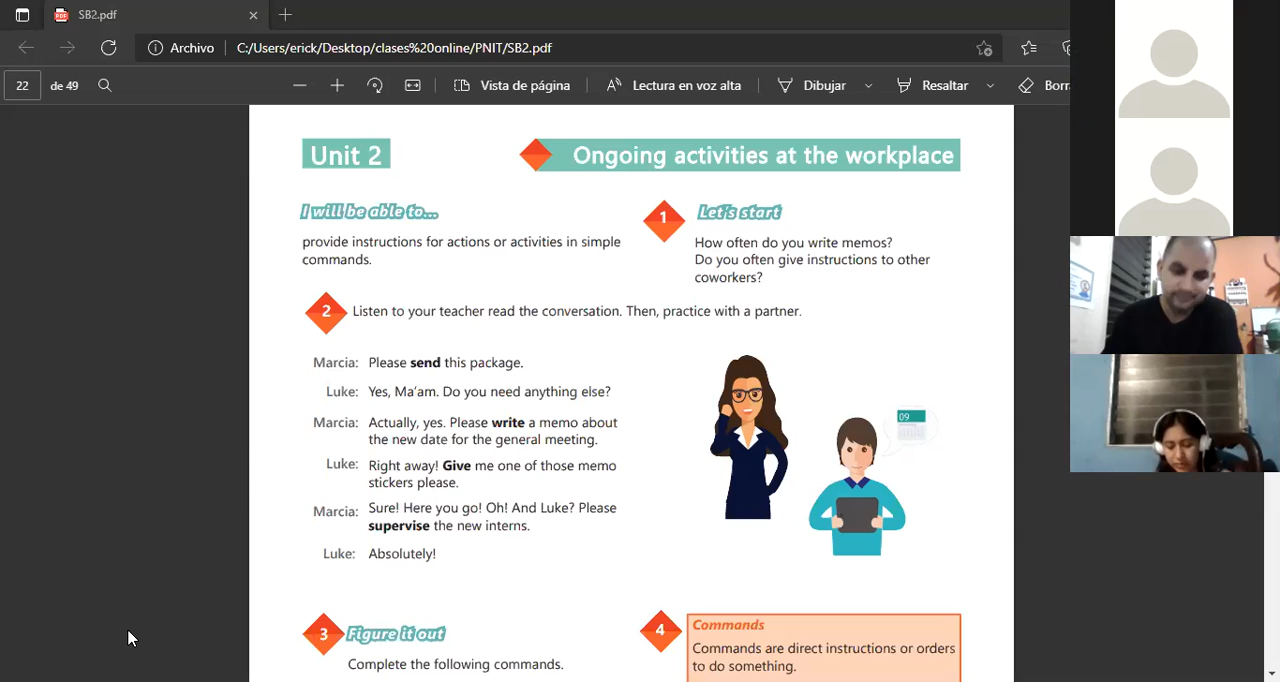 SB2.pdf
Archivo
C:/Users/erick/Desktop/clases%20online/PNIT/SB2.pdf
22
de 49
Vista de página
Lectura en voz alta
Dibujar
Resaltar
Borr
Unit 2
Ongoing activities at the workplace
I will be able to...
provide instructions for actions or activities in simple
commands.
1
Let's start
How often do you write memos?
Do you often give instructions to other
coworkers?
2
Listen to your teacher read the conversation. Then, practice with a partner.
Marcia: Please send this package.
Luke: Yes, Ma'am. Do you need anything else?
Marcia: Actually, yes. Please write a memo about
the new date for the general meeting.
Luke: Right away! Give me one of those memo
stickers please.
Marcia: Sure! Here you go! Oh! And Luke? Please
supervise the new interns.
Luke: Absolutely!
09
3
Figure it out
Complete the following commands.
4
Commands
Commands are direct instructions or orders
to do something.